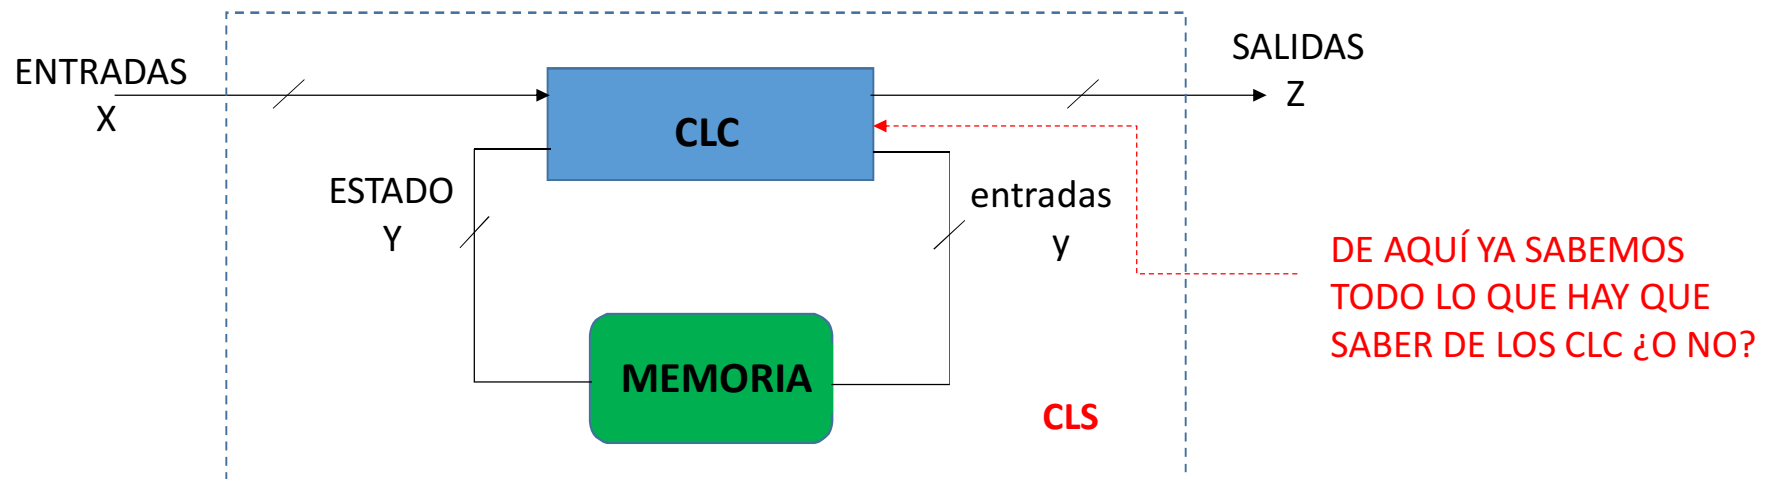 ENTRADAS
X
CLC
SALIDAS
Z
ESTADO
Y
entradas
y
MEMORIA
CLS
DE AQUÍ YA SABEMOS
TODO LO QUE HAY QUE
SABER DE LOS CLC ¿O NO?